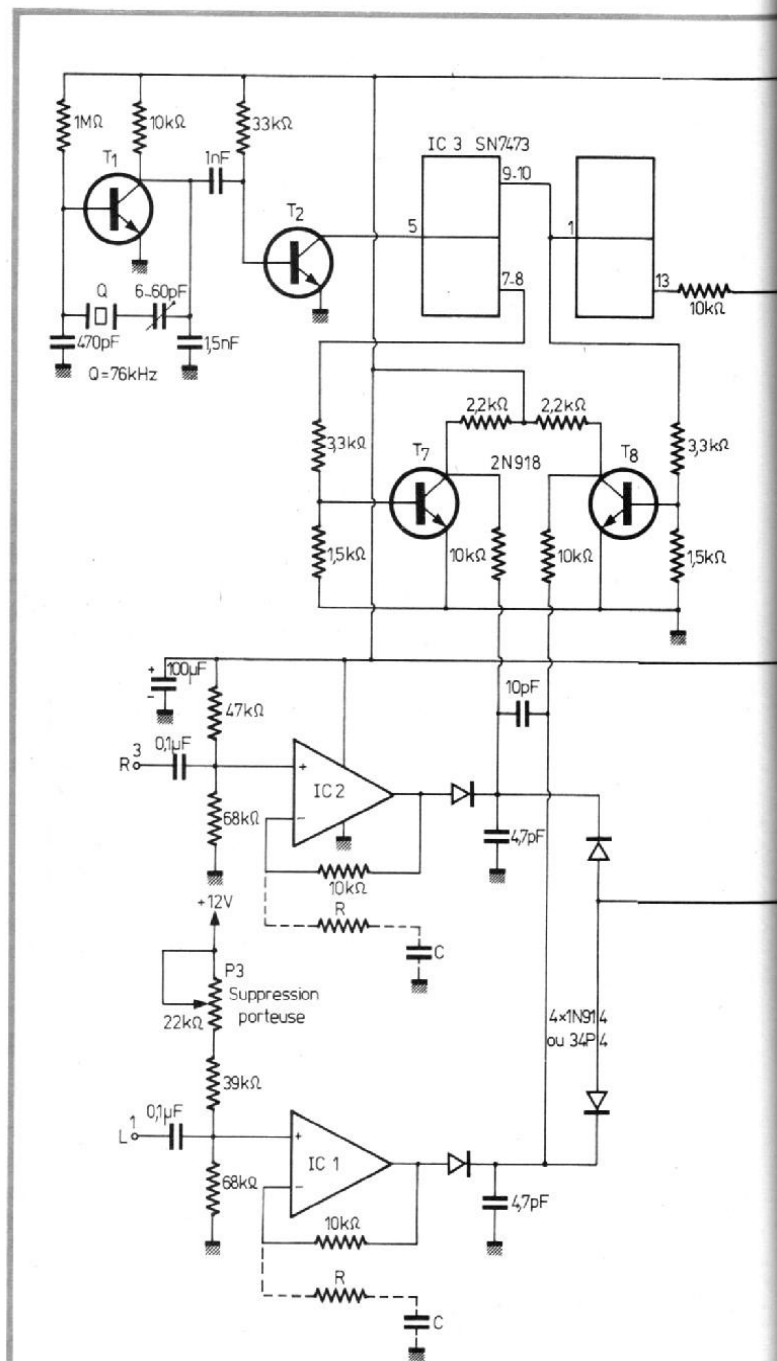 1MΩ
10kΩ
33kΩ
T1
1nF
IC 3 SN7473
9-10
5
1
T2
7-8
13
10kΩ
Q
6-60pF
470pF
1,5nF
Q=76kHz
2,2kΩ
2,2kΩ
3,3kΩ
T7
2N918
T8
3,3kΩ
1,5kΩ
10kΩ
10kΩ
1,5kΩ
+
100µF
-
47kΩ
10pF
R
3
0,1µF
+
IC 2
-
68kΩ
4,7pF
10kΩ
+12V
R
C
P3
Suppression
porteuse
22kΩ
4×1N914
ou 34P4
39kΩ
0,1µF
L
1
+
IC 1
-
68kΩ
4,7pF
10kΩ
R
C